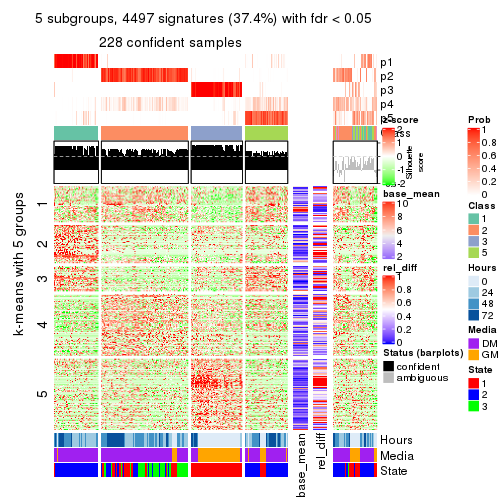 5 subgroups, 4497 signatures (37.4%) with fdr < 0.05
228 confident samples
p1
p2
p3
p4
p5
Class
Silhouette
score
k-means with 5 groups
1
2
3
4
5
base_mean
rel_diff
Hours
Media
State
z-score
2
1
0
-1
-2
base_mean
10
8
6
4
2
rel_diff
1
0.8
0.6
0.4
0.2
0
Status (barplots)
confident
ambiguous
Prob
1
0.8
0.6
0.4
0.2
0
Class
1
2
3
5
Hours
0
24
48
72
Media
DM
GM
State
1
2
3